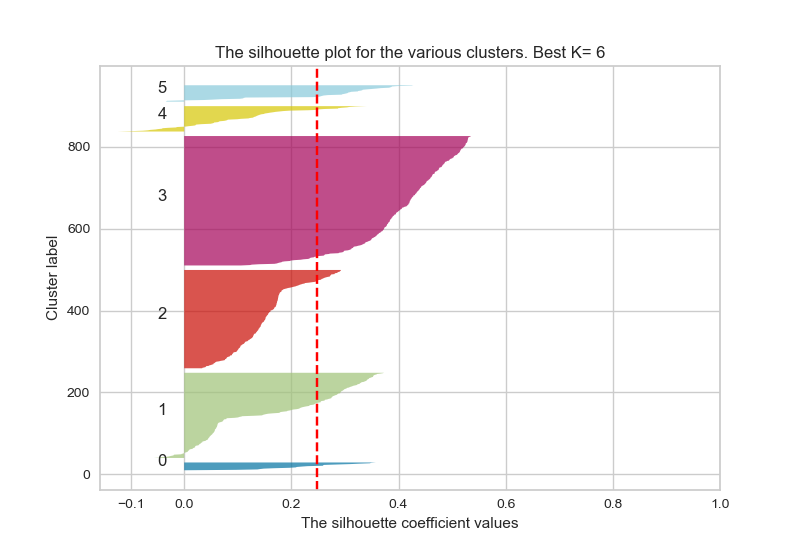 The silhouette plot for the various clusters. Best K= 6
5
4
800
3
600
Cluster label
2
400
200
1
0
0
−0.1 0.0 0.2 0.4 0.6 0.8 1.0
The silhouette coefficient values